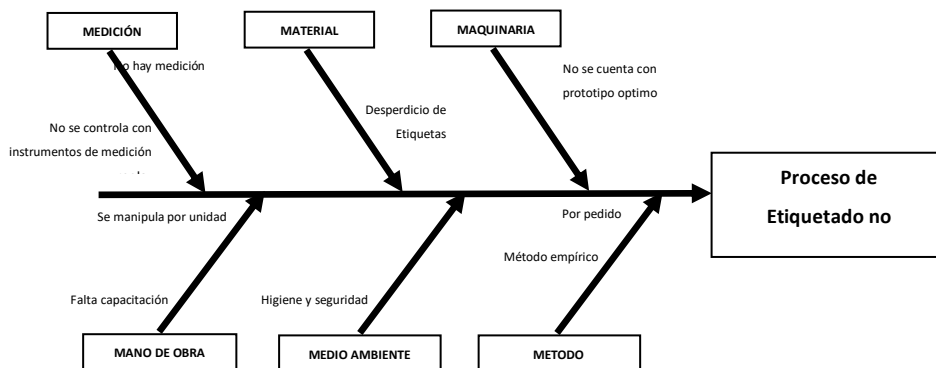 MEDICIÓN
MATERIAL
MAQUINARIA
hay medición
No se cuenta con
prototipo optimo
Desperdicio de
Etiquetas
No se controla con
instrumentos de medición
Proceso de
Etiquetado no
Se manipula por unidad
Por pedido
Método empírico
Falta capacitación
Higiene y seguridad
MANO DE OBRA
MEDIO AMBIENTE
METODO